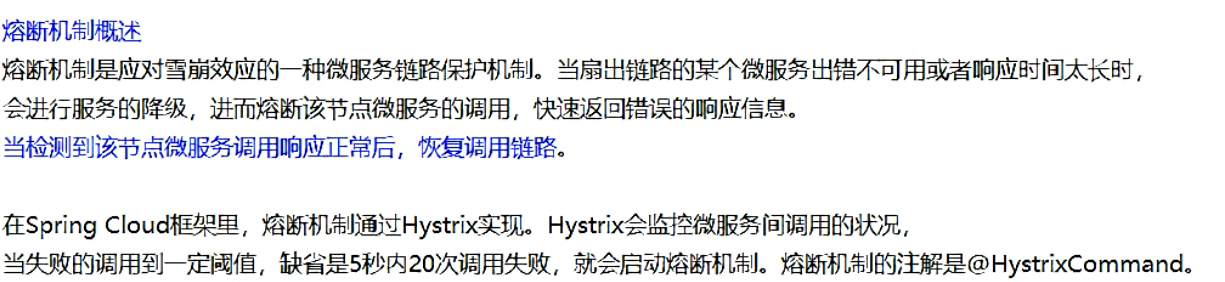 熔断机制概述
熔断机制是应对雪崩效应的一种微服务链路保护机制。当扇出链路的某个微服务出错不可用或者响应时间太长时，
会进行服务的降级，进而熔断该节点微服务的调用，快速返回错误的响应信息。
当检测到该节点微服务调用响应正常后，恢复调用链路。
在Spring Cloud框架里，熔断机制通过Hystrix实现。Hystrix会监控微服务间调用的状况，
当失败的调用到一定阈值，缺省是5秒内20次调用失败，就会启动熔断机制。熔断机制的注解是@HystrixCommand。